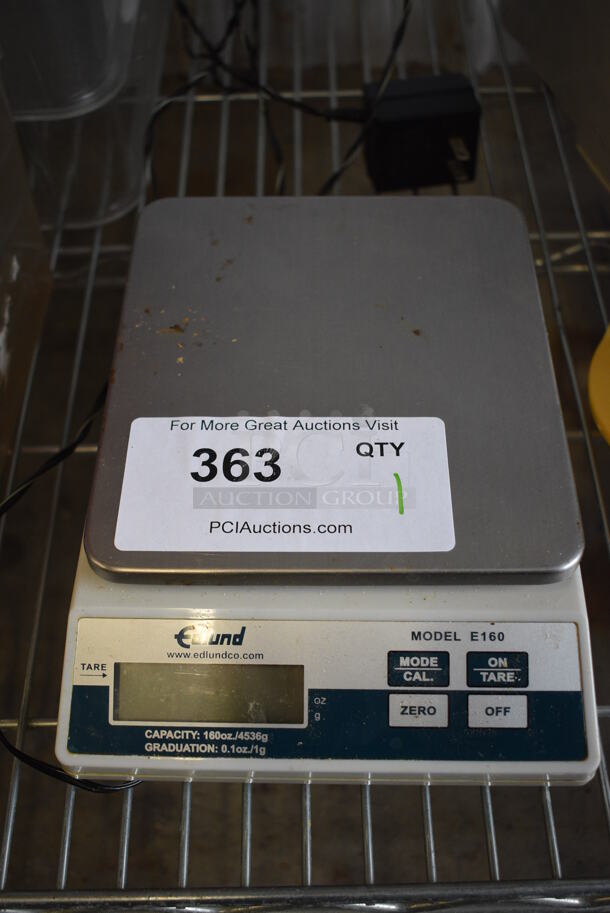 For More Great Auctions Visit
363
QTY
1
PCI
AUCTION GROUP
PCIAuctions.com
Edlund
www.edlundco.com
MODEL E160
TARE
MODE
CAL.
ON
TARE
oz
g
ZERO
OFF
CAPACITY: 160oz./4536g
GRADUATION: 0.1oz./1g